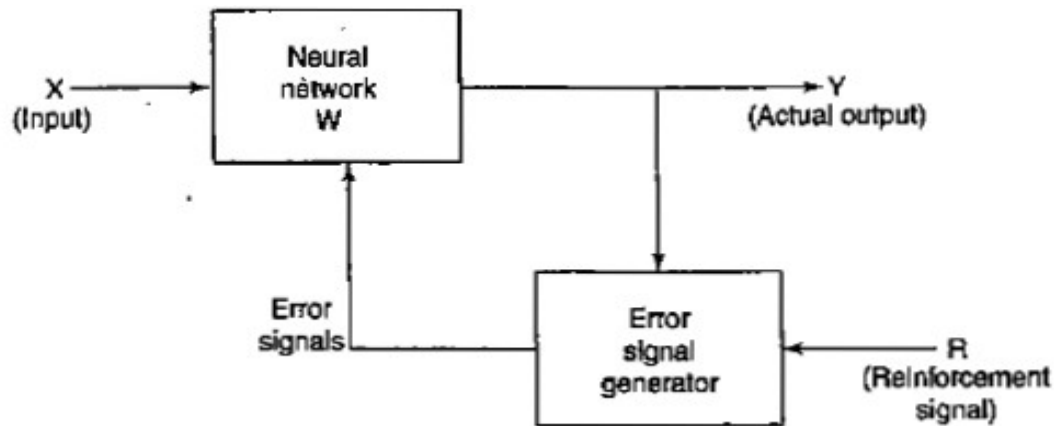 Neural
network
W
X
(Input)
Y
(Actual output)
Error
signals
Error
signal
generator
R
(Reinforcement
signal)